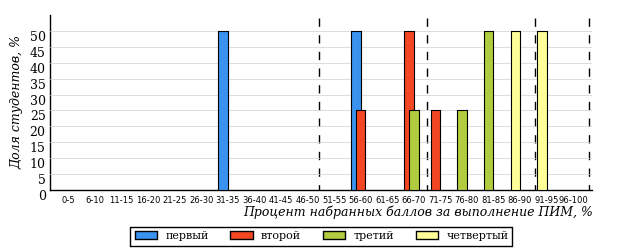 Доля студентов, %
50
45
40
35
30
25
20
15
10
5
0
0-5 6-10 11-15 16-20 21-25 26-30 31-35 36-40 41-45 46-50 51-55 56-60 61-65 66-70 71-75 76-80 81-85 86-90 91-95 96-100
Процент набранных баллов за выполнение ПИМ, %
первый второй третий четвертый